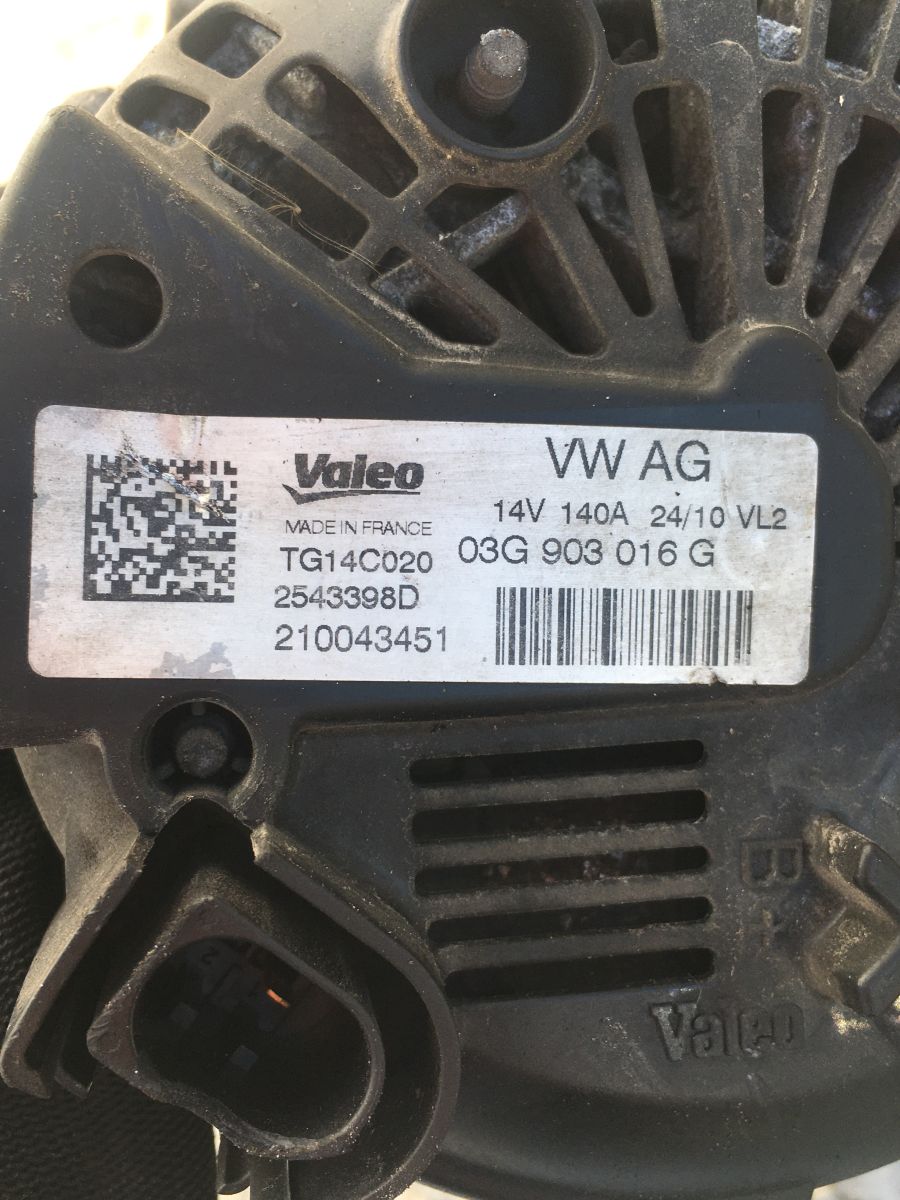 Valeo
MADE IN FRANCE
TG14C020
2543398D
210043451
VW AG
14V 140A 24/10 VL2
03G 903 016 G
B+
Valeo